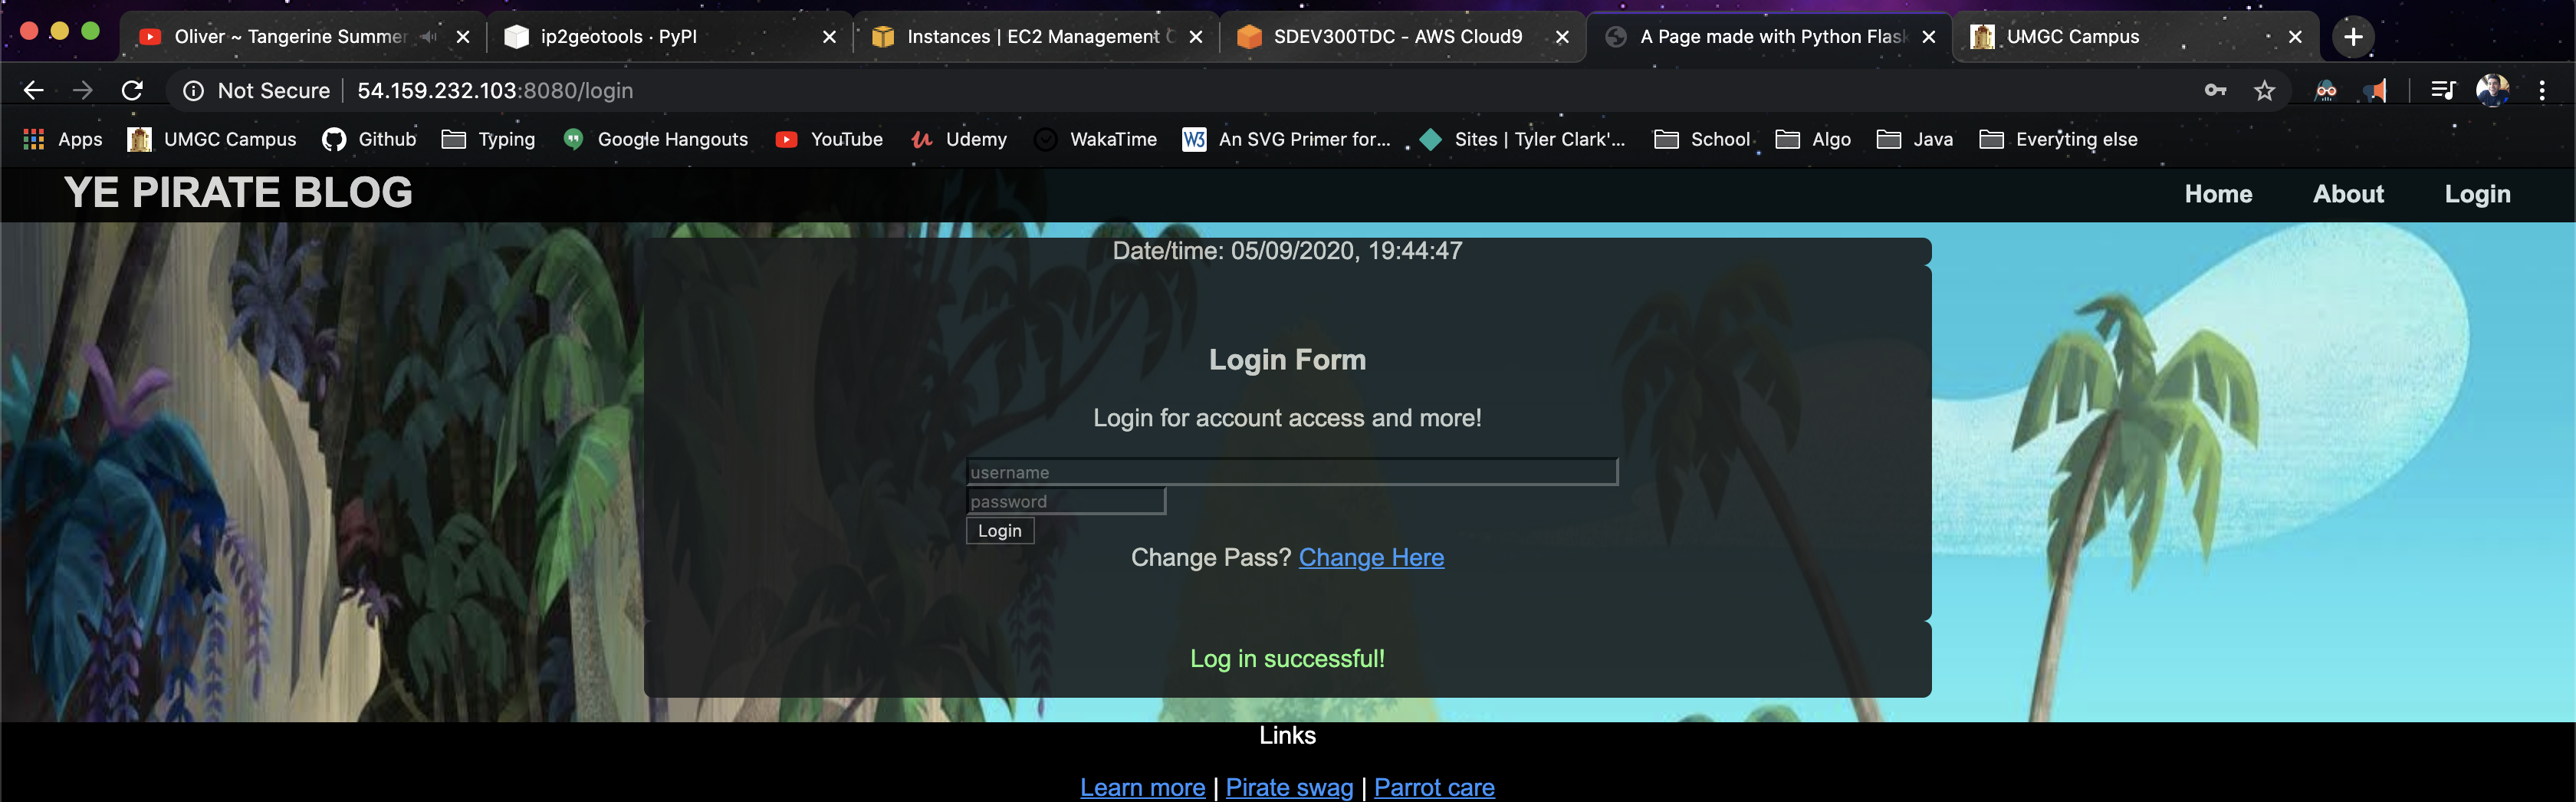 Oliver ~ Tangerine Summer
ip2geotools · PyPI
Instances | EC2 Management C
SDEV300TDC - AWS Cloud9
A Page made with Python Flask
UMGC Campus
Not Secure 54.159.232.103:8080/login
Apps UMGC Campus Github Typing Google Hangouts YouTube Udemy WakaTime W3 An SVG Primer for... Sites | Tyler Clark'... School Algo Java Everyting else
YE PIRATE BLOG Home About Login
Date/time: 05/09/2020, 19:44:47
Login Form
Login for account access and more!
username
password
Login
Change Pass? Change Here
Log in successful!
Links
Learn more | Pirate swag | Parrot care